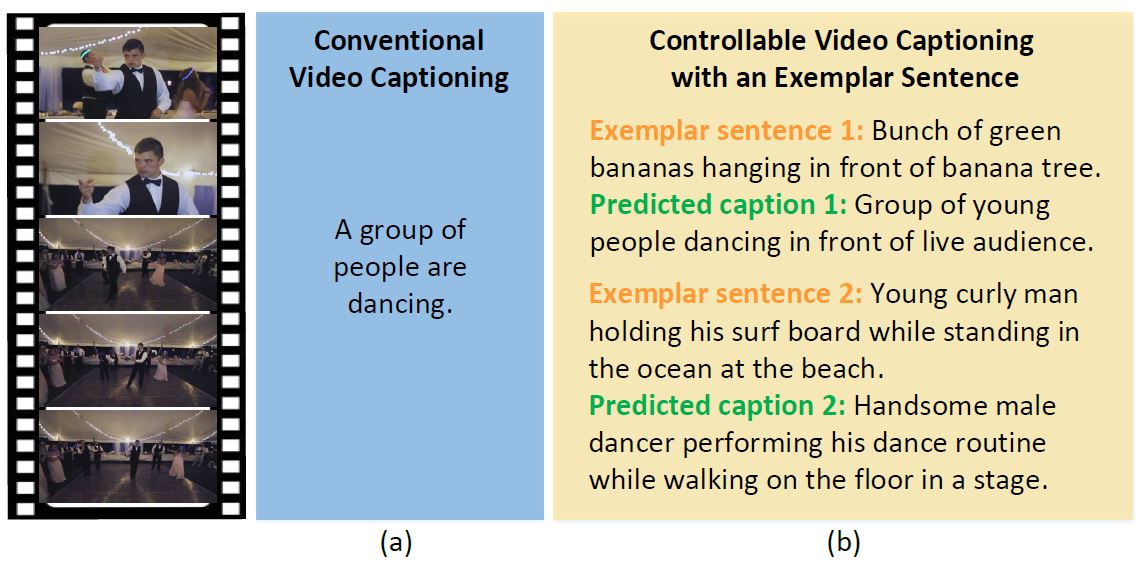 Conventional
Video Captioning
A group of
people are
dancing.
(a)
Controllable Video Captioning
with an Exemplar Sentence
Exemplar sentence 1: Bunch of green
bananas hanging in front of banana tree.
Predicted caption 1: Group of young
people dancing in front of live audience.
Exemplar sentence 2: Young curly man
holding his surf board while standing in
the ocean at the beach.
Predicted caption 2: Handsome male
dancer performing his dance routine
while walking on the floor in a stage.
(b)